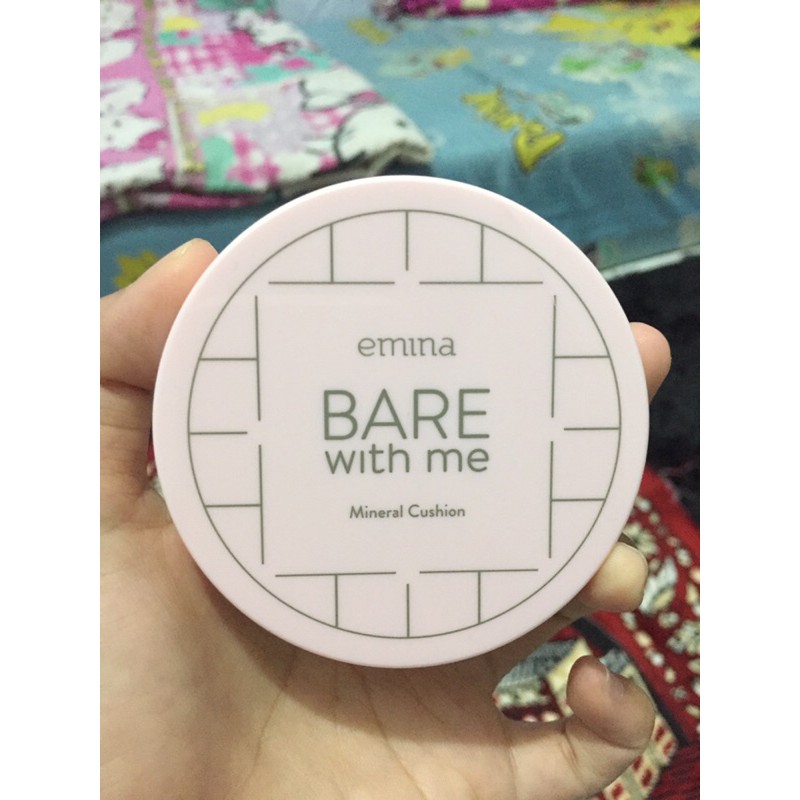 emina
BARE
with me
Mineral Cushion